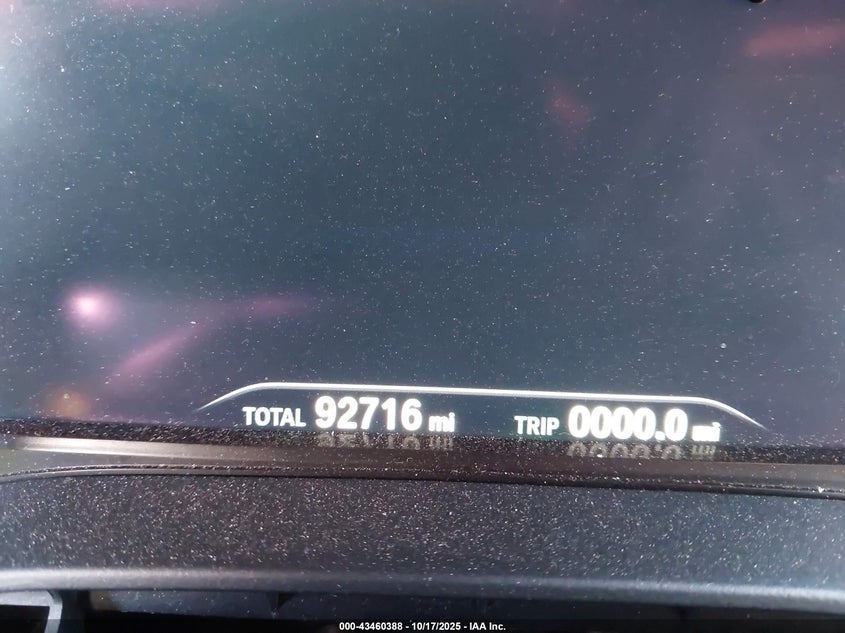 TOTAL 92716 mi TRIP 0000.0 mi
000-43460388 - 10/17/2025 - IAA Inc.